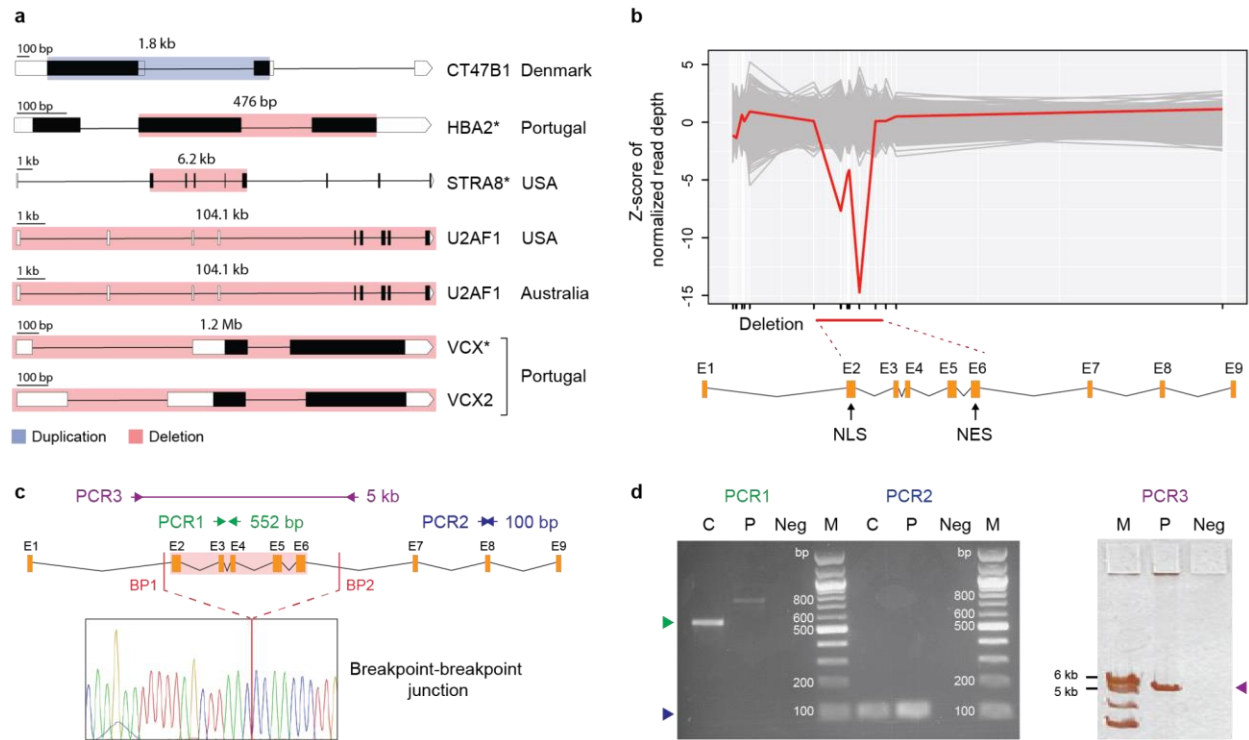 a
1.8 kb
100 bp
CT47B1 Denmark
476 bp
100 bp
HBA2* Portugal
6.2 kb
1 kb
STRA8* USA
104.1 kb
1 kb
U2AF1 USA
104.1 kb
1 kb
U2AF1 Australia
1.2 Mb
100 bp
VCX*
Portugal
100 bp
VCX2
Duplication Deletion
b
Z-score of
normalized read depth
5
0
-5
-10
-15
Deletion
E1 E2 E3 E4 E5 E6 E7 E8 E9
NLS NES
c
PCR3 5 kb
PCR1 552 bp PCR2 100 bp
E1 E2 E3 E4 E5 E6 E7 E8 E9
BP1 BP2
Breakpoint-breakpoint
junction
d
PCR1 PCR2 PCR3
C P Neg M C P Neg M M P Neg
bp bp
800 800
600 600
500 500
200 200
100 100
6 kb
5 kb